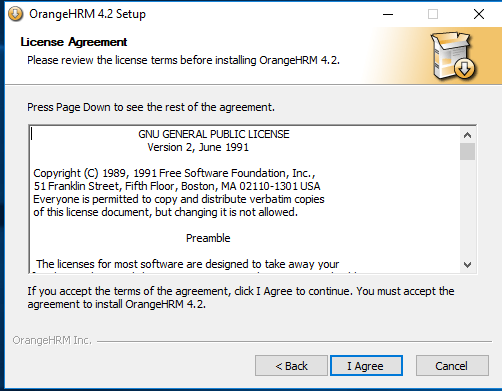 OrangeHRM 4.2 Setup
License Agreement
Please review the license terms before installing OrangeHRM 4.2.
Press Page Down to see the rest of the agreement.
GNU GENERAL PUBLIC LICENSE
Version 2, June 1991
Copyright (C) 1989, 1991 Free Software Foundation, Inc.,
51 Franklin Street, Fifth Floor, Boston, MA 02110-1301 USA
Everyone is permitted to copy and distribute verbatim copies
of this license document, but changing it is not allowed.
Preamble
The licenses for most software are designed to take away your
If you accept the terms of the agreement, click I Agree to continue. You must accept the
agreement to install OrangeHRM 4.2.
OrangeHRM Inc.
< Back
I Agree
Cancel